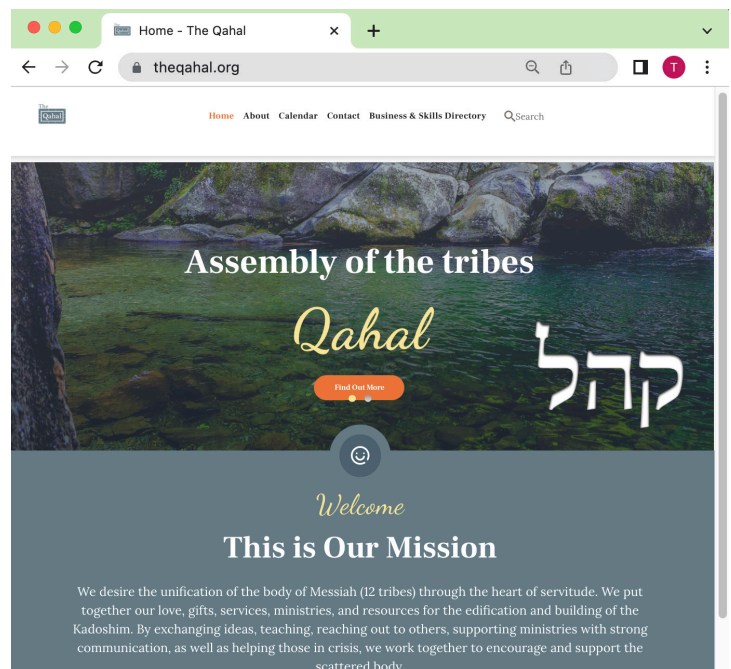 Home - The Qahal
theqahal.org
T
The
Qahal
Home About Calendar Contact Business & Skills Directory Search
Assembly of the tribes
Qahal
קהל
Find Out More
Welcome
This is Our Mission
We desire the unification of the body of Messiah (12 tribes) through the heart of servitude. We put
together our love, gifts, services, ministries, and resources for the edification and building of the
Kadoshim. By exchanging ideas, teaching, reaching out to others, supporting ministries with strong
communication, as well as helping those in crisis, we work together to encourage and support the
scattered body